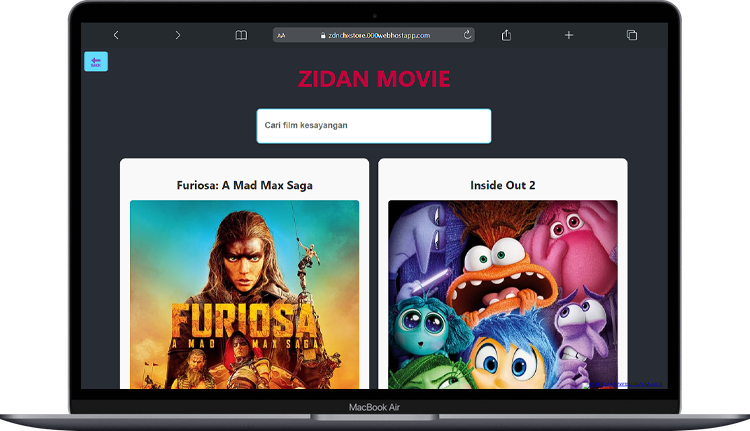 AA
zdnchxstore.000webhostapp.com
BACK
ZIDAN MOVIE
Cari film kesayangan
Furiosa: A Mad Max Saga
Inside Out 2
FURIOSA
A MAD MAX SAGA
MacBook Air